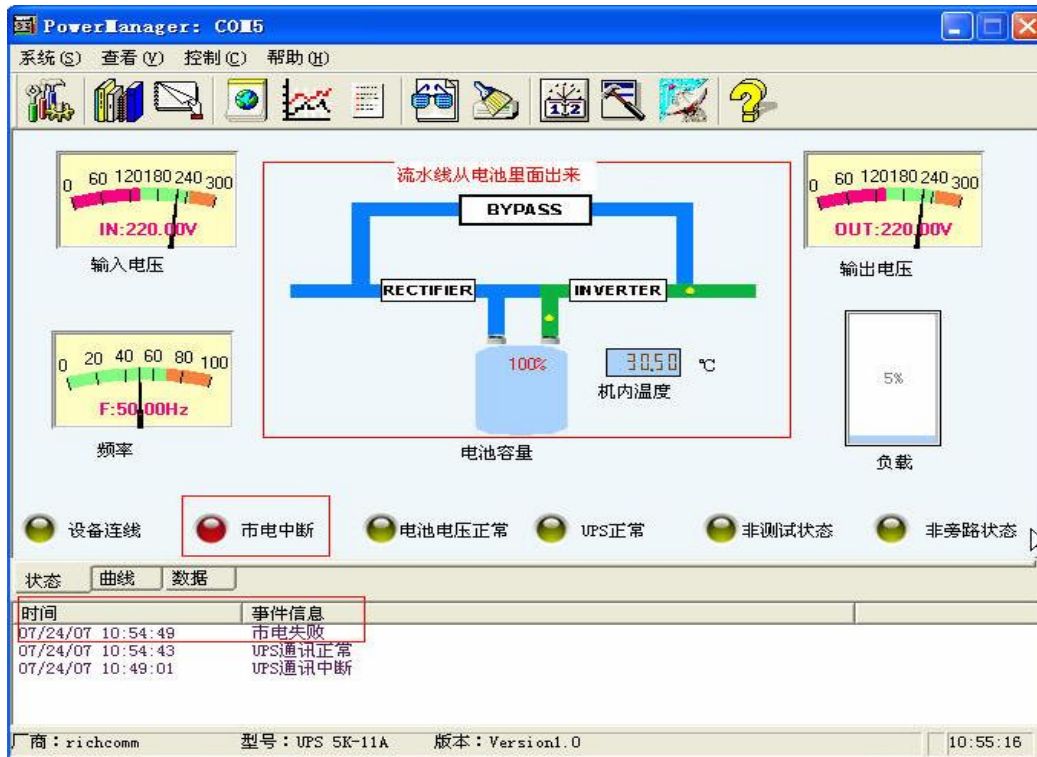 PowerManager: COM5
系统(S) 查看(V) 控制(C) 帮助(H)
0 60 120 180 240 300
IN:220.00V
输入电压
流水线从电池里面出来
BYPASS
RECTIFIER
INVERTER
100%
30.50 ℃
机内温度
电池容量
0 60 120 180 240 300
OUT:220.00V
输出电压
0 20 40 60 80 100
F:50.00Hz
频率
5%
负载
设备连线 市电中断 电池电压正常 UPS正常 非测试状态 非旁路状态
状态 曲线 数据
时间 事件信息
07/24/07 10:54:49 市电失败
07/24/07 10:54:43 UPS通讯正常
07/24/07 10:49:01 UPS通讯中断
厂商：richcomm 型号：UPS 5K-11A 版本：Version1.0 10:55:16